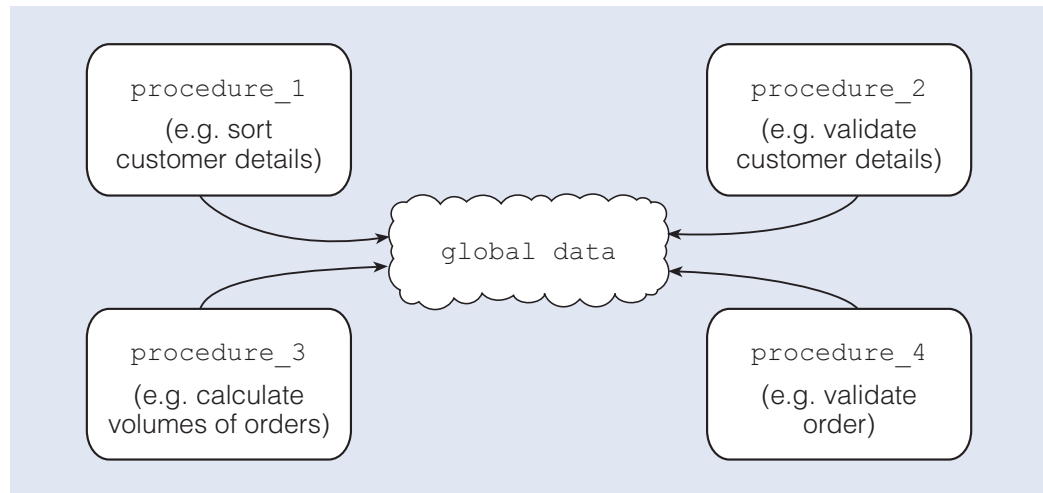 procedure_1
(e.g. sort
customer details)
procedure_2
(e.g. validate
customer details)
global data
procedure_3
(e.g. calculate
volumes of orders)
procedure_4
(e.g. validate
order)